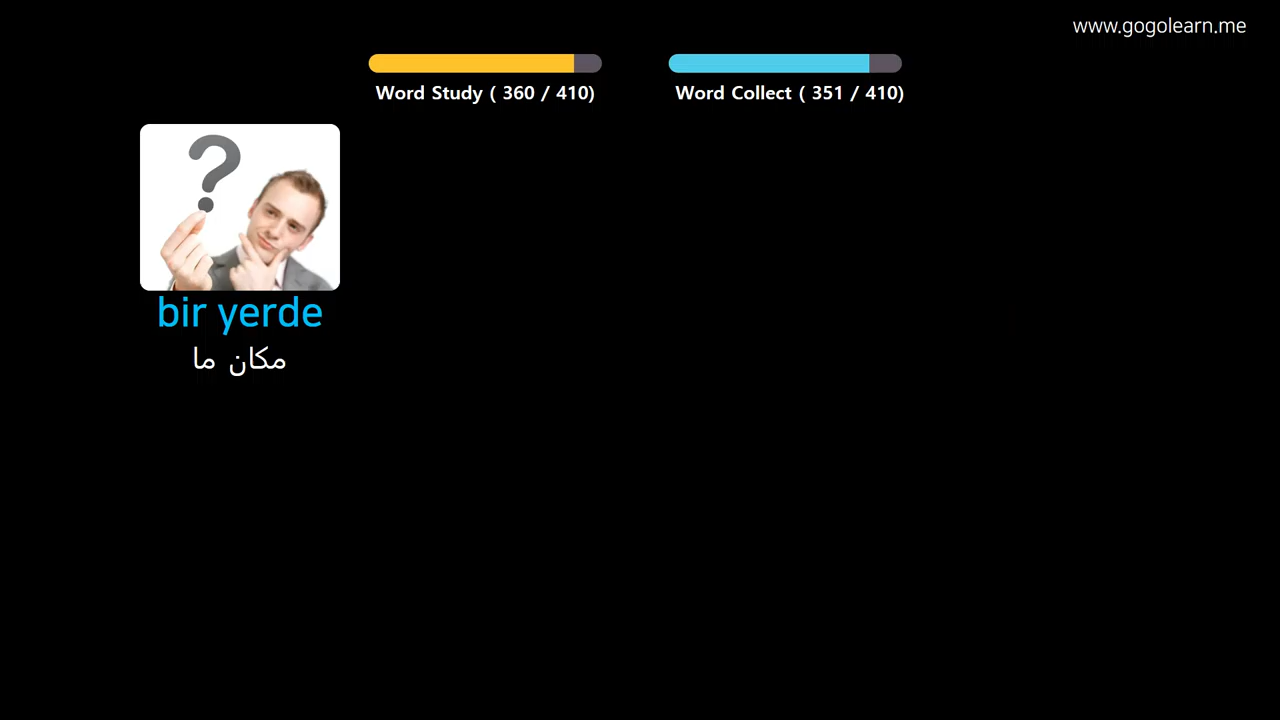 www.gogolearn.me
Word Study ( 360 / 410)
Word Collect ( 351 / 410)
?
bir yerde
مكان ما